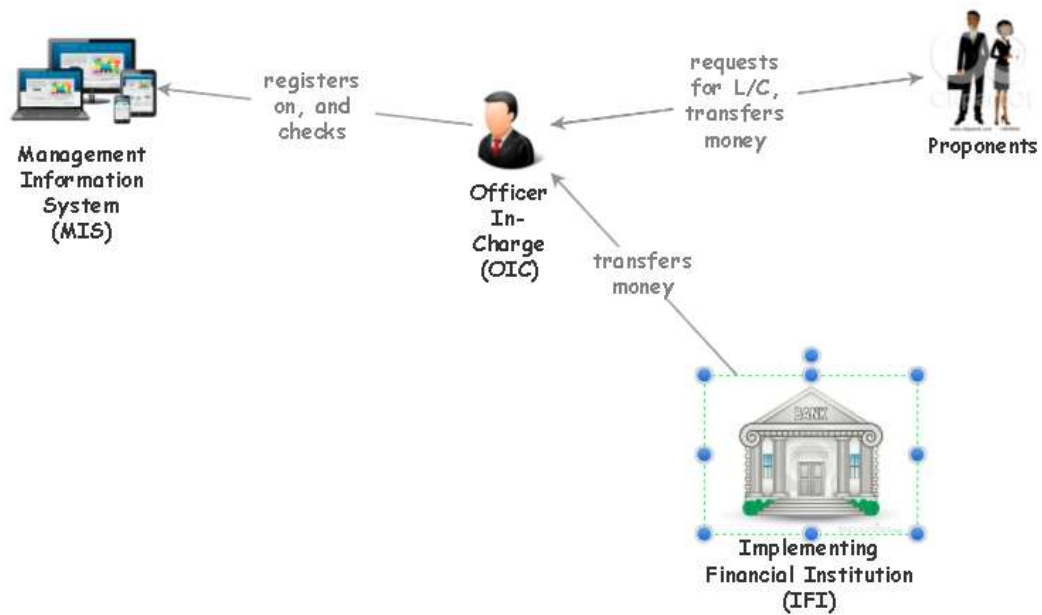 registers
on, and
checks
requests
for L/C,
transfers
money
Management
Information
System
(MIS)
Officer
In-
Charge
(OIC)
Proponents
transfers
money
BANK
Implementing
Financial Institution
(IFI)